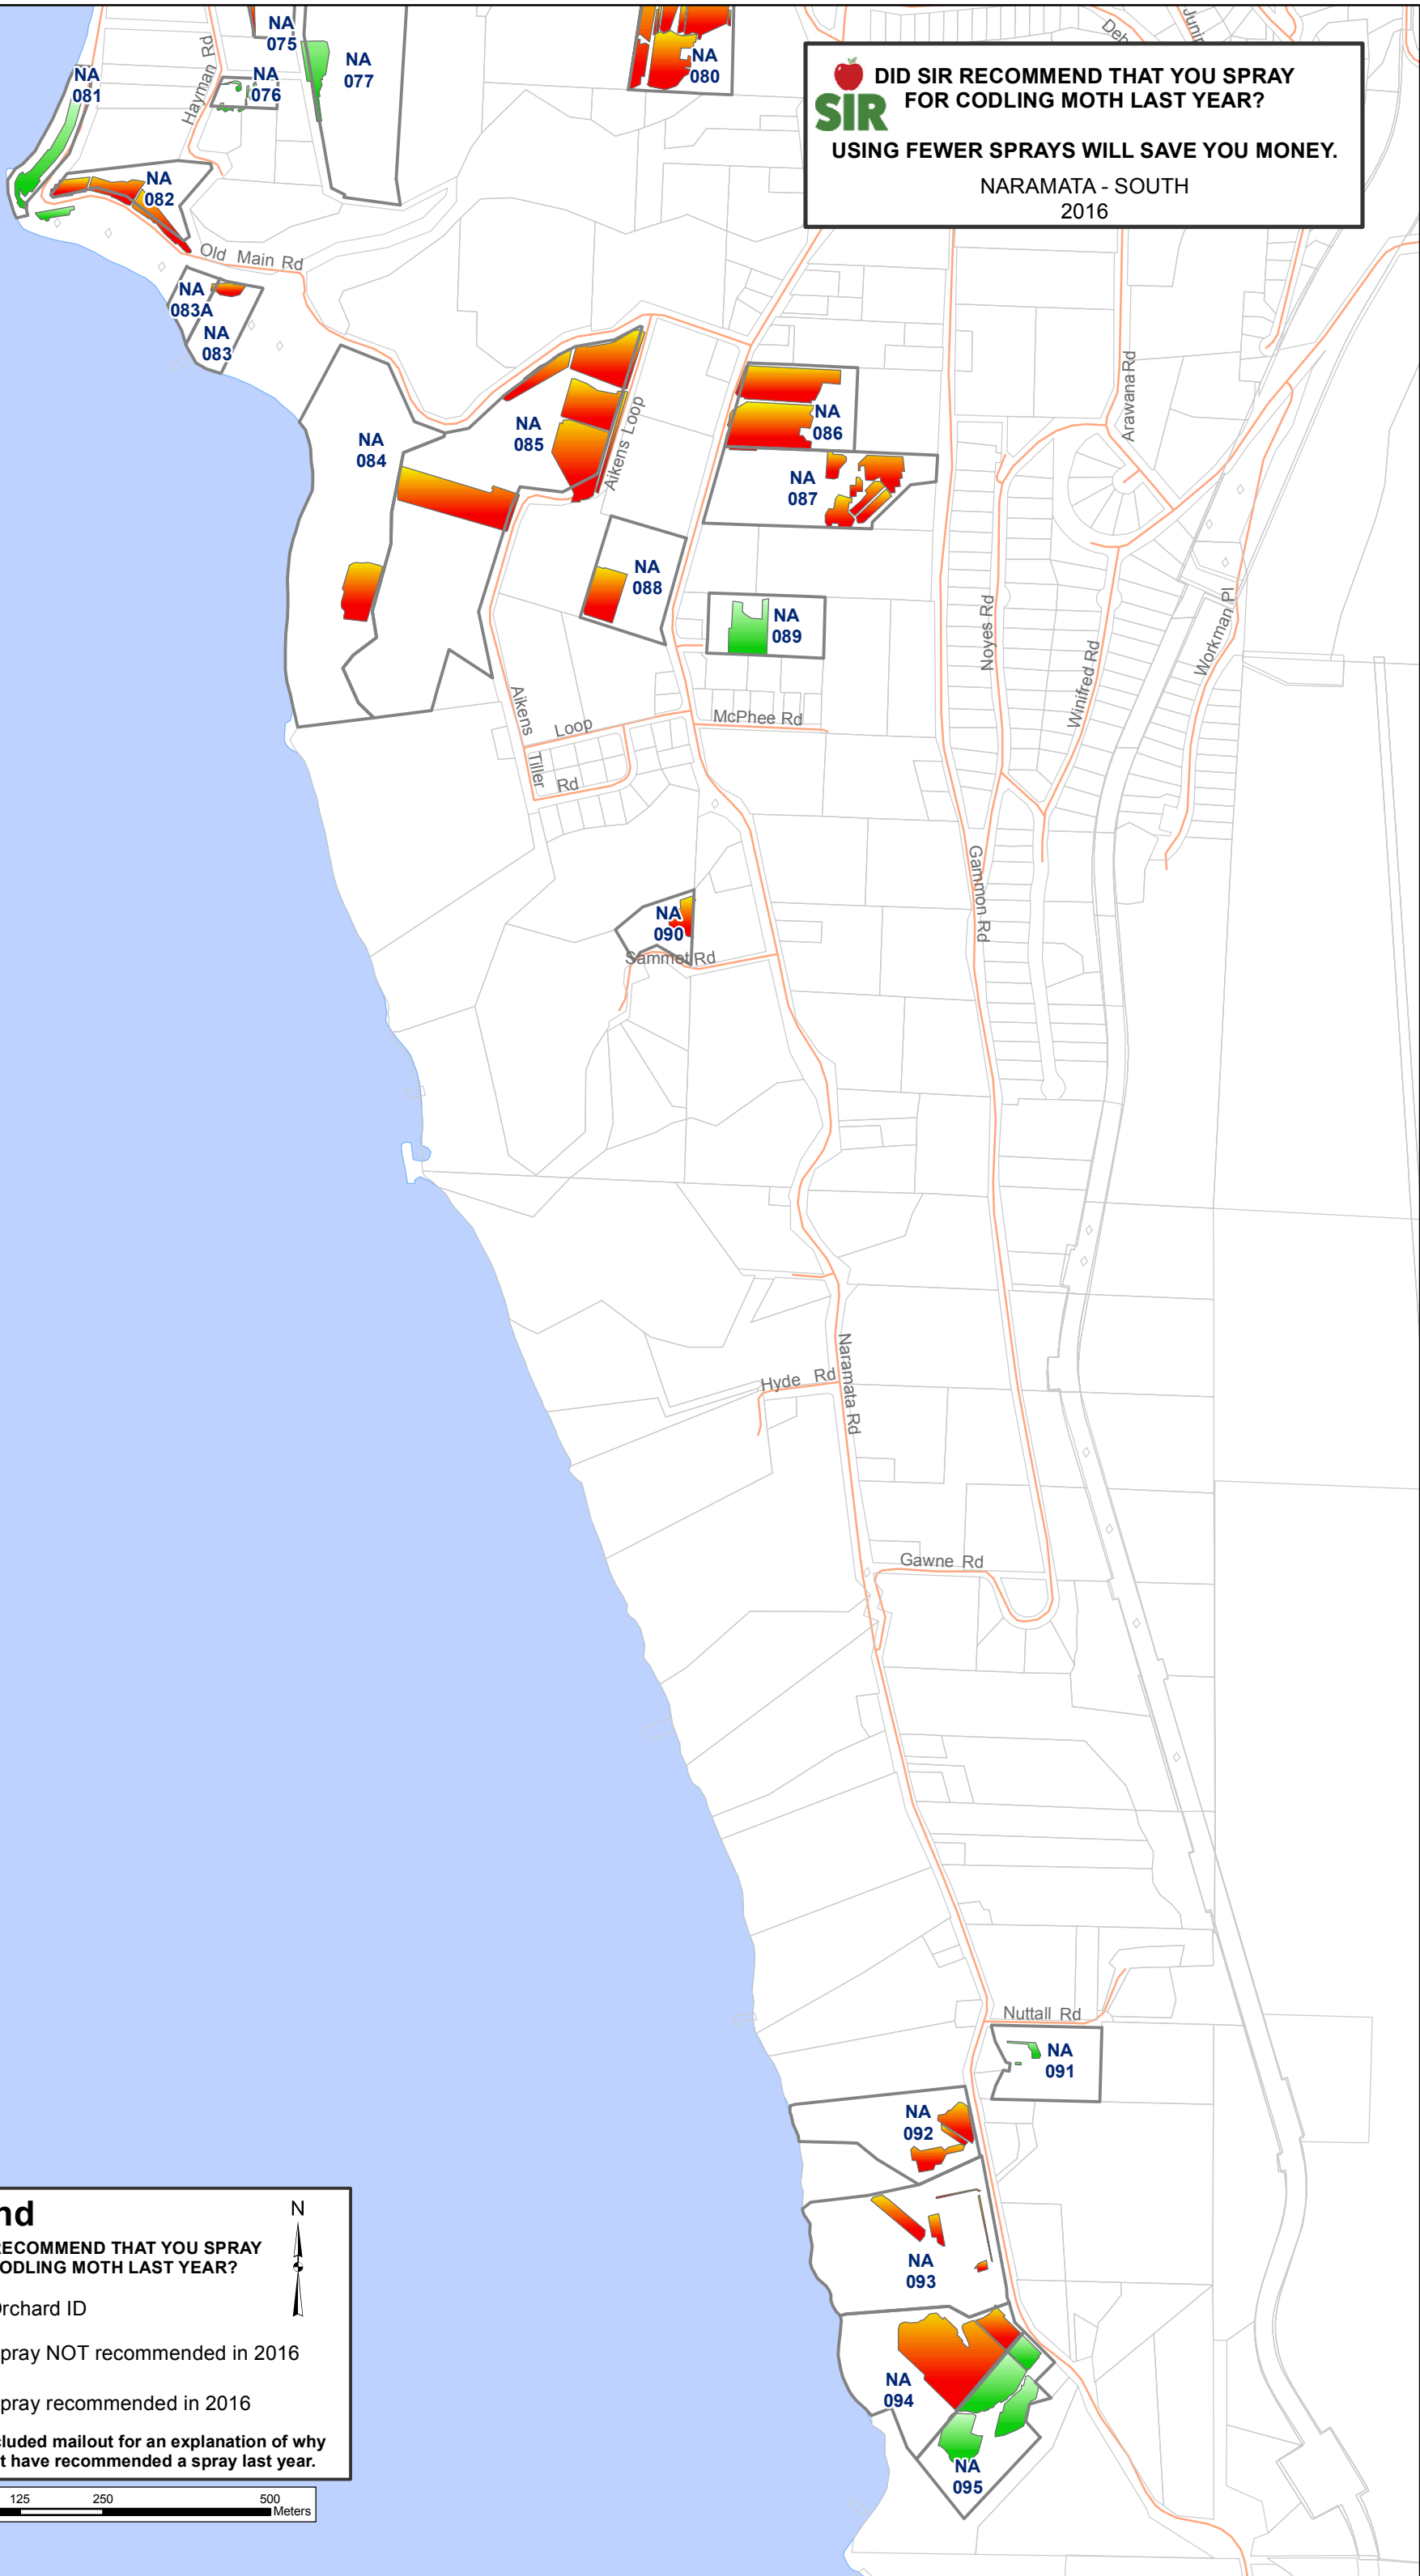 DID SIR RECOMMEND THAT YOU SPRAY
SIR
FOR CODLING MOTH LAST YEAR?
USING FEWER SPRAYS WILL SAVE YOU MONEY.
NARAMATA - SOUTH
2016
NA
075
NA
076
NA
077
NA
080
NA
081
Hayman Rd
NA
082
Old Main Rd
NA
083A
NA
083
NA
084
NA
085
Aikens Loop
NA
086
NA
087
NA
088
NA
089
Arawana Rd
Noyes Rd
Winifred Rd
Workman Pl
Aikens
Loop
McPhee Rd
Tiller
Rd
Gammon Rd
NA
090
Sammet Rd
Naramata Rd
Hyde Rd
Gawne Rd
Nuttall Rd
NA
091
NA
092
NA
093
NA
094
NA
095
nd
N
RECOMMEND THAT YOU SPRAY
CODLING MOTH LAST YEAR?
Orchard ID
pray NOT recommended in 2016
pray recommended in 2016
cluded mailout for an explanation of why
t have recommended a spray last year.
125 250 500
Meters